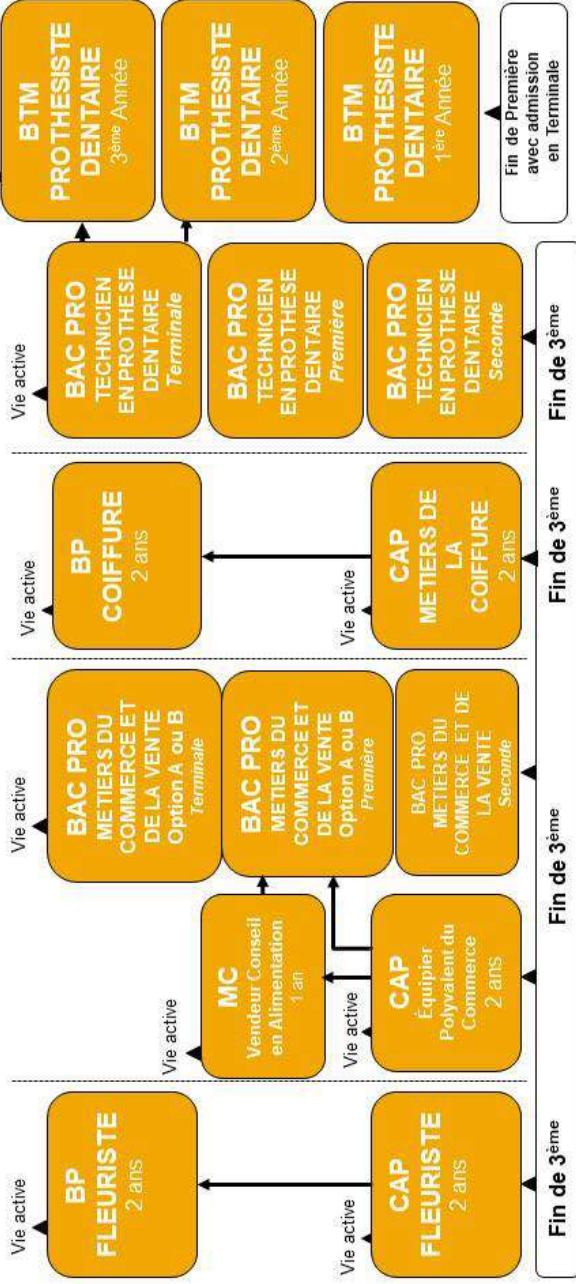 Vie active
BP
FLEURISTE
2 ans
Vie active
CAP
FLEURISTE
2 ans
Fin de 3ème
Vie active
MC
Vendeur Conseil
en Alimentation
1 an
Vie active
CAP
Équipier
Polyvalent du
Commerce
2 ans
Vie active
BAC PRO
METIERS DU
COMMERCE ET
DE LA VENTE
Option A ou B
Terminale
BAC PRO
METIERS DU
COMMERCE ET
DE LA VENTE
Option A ou B
Première
BAC PRO
METIERS DU
COMMERCE ET DE
LA VENTE
Seconde
Fin de 3ème
Vie active
BP
COIFFURE
2 ans
Vie active
CAP
METIERS DE
LA
COIFFURE
2 ans
Fin de 3ème
Vie active
BAC PRO
TECHNICIEN
EN PROTHESE
DENTAIRE
Terminale
BAC PRO
TECHNICIEN
EN PROTHESE
DENTAIRE
Première
BAC PRO
TECHNICIEN
EN PROTHESE
DENTAIRE
Seconde
Fin de 3ème
BTM
PROTHESISTE
DENTAIRE
3ème Année
BTM
PROTHESISTE
DENTAIRE
2ème Année
BTM
PROTHESISTE
DENTAIRE
1ère Année
Fin de Première
avec admission
en Terminale